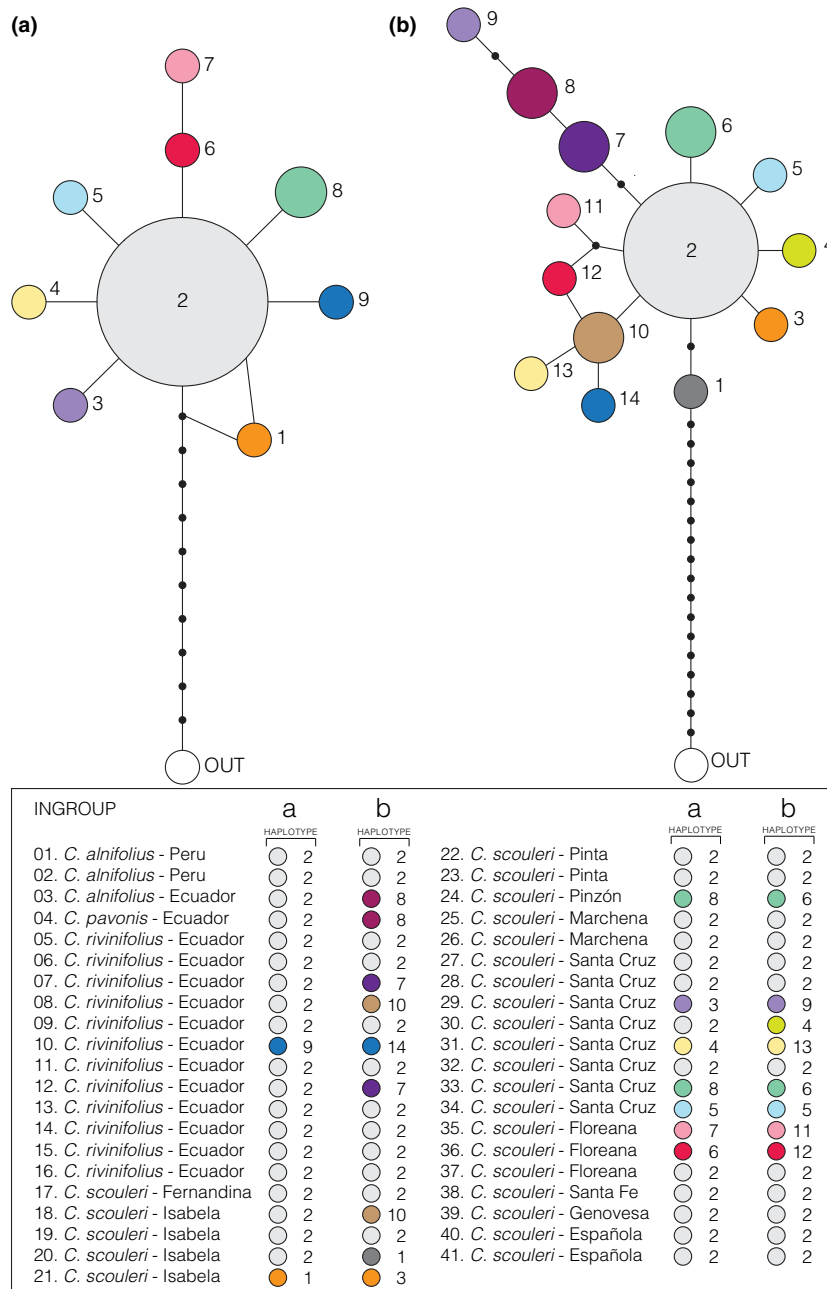 (a)
7
6
5
8
4
2
9
3
1
OUT
(b)
9
8
7
6
5
11
2
4
12
3
10
13
14
1
OUT
INGROUP
a b a b
HAPLOTYPE HAPLOTYPE HAPLOTYPE HAPLOTYPE
01. C. alnifolius - Peru 2 2
02. C. alnifolius - Peru 2 2
03. C. alnifolius - Ecuador 2 8
04. C. pavonis - Ecuador 2 8
05. C. rivinifolius - Ecuador 2 2
06. C. rivinifolius - Ecuador 2 2
07. C. rivinifolius - Ecuador 2 7
08. C. rivinifolius - Ecuador 2 10
09. C. rivinifolius - Ecuador 2 2
10. C. rivinifolius - Ecuador 9 14
11. C. rivinifolius - Ecuador 2 2
12. C. rivinifolius - Ecuador 2 7
13. C. rivinifolius - Ecuador 2 2
14. C. rivinifolius - Ecuador 2 2
15. C. rivinifolius - Ecuador 2 2
16. C. rivinifolius - Ecuador 2 2
17. C. scouleri - Fernandina 2 2
18. C. scouleri - Isabela 2 10
19. C. scouleri - Isabela 2 2
20. C. scouleri - Isabela 2 1
21. C. scouleri - Isabela 1 3
22. C. scouleri - Pinta 2 2
23. C. scouleri - Pinta 2 2
24. C. scouleri - Pinzón 8 6
25. C. scouleri - Marchena 2 2
26. C. scouleri - Marchena 2 2
27. C. scouleri - Santa Cruz 2 2
28. C. scouleri - Santa Cruz 2 2
29. C. scouleri - Santa Cruz 3 9
30. C. scouleri - Santa Cruz 2 4
31. C. scouleri - Santa Cruz 4 13
32. C. scouleri - Santa Cruz 2 2
33. C. scouleri - Santa Cruz 8 6
34. C. scouleri - Santa Cruz 5 5
35. C. scouleri - Floreana 7 11
36. C. scouleri - Floreana 6 12
37. C. scouleri - Floreana 2 2
38. C. scouleri - Santa Fe 2 2
39. C. scouleri - Genovesa 2 2
40. C. scouleri - Española 2 2
41. C. scouleri - Española 2 2